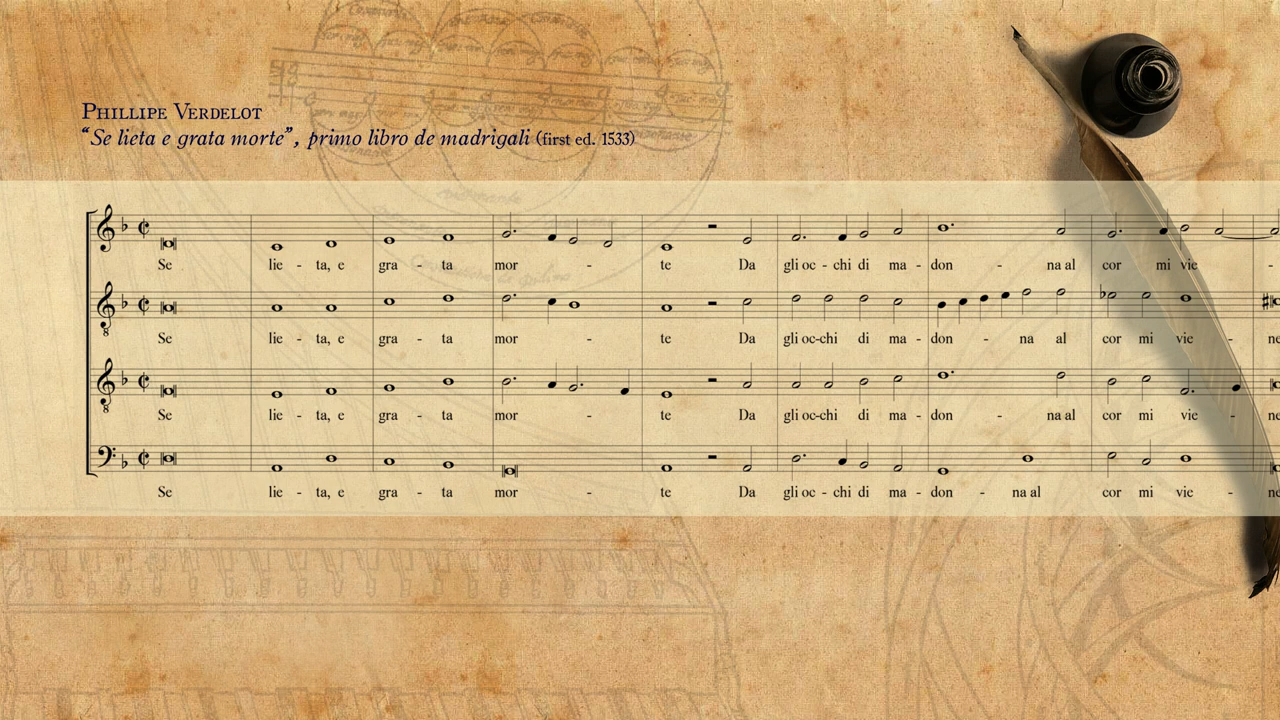 Phillipe Verdelot
“Se lieta e grata morte”, primo libro de madrigali (first ed. 1533)
Se lie - ta, e gra - ta mor - te Da gli oc - chi di ma - don - na al cor mi vie -
Se lie - ta, e gra - ta mor - te Da gli oc-chi di ma - don - na al cor mi vie - ne
Se lie - ta, e gra - ta mor - te Da gli oc-chi di ma - don - na al cor mi vie - ne
Se lie - ta, e gra - ta mor - te Da gli oc - chi di ma - don - na al cor mi vie - ne